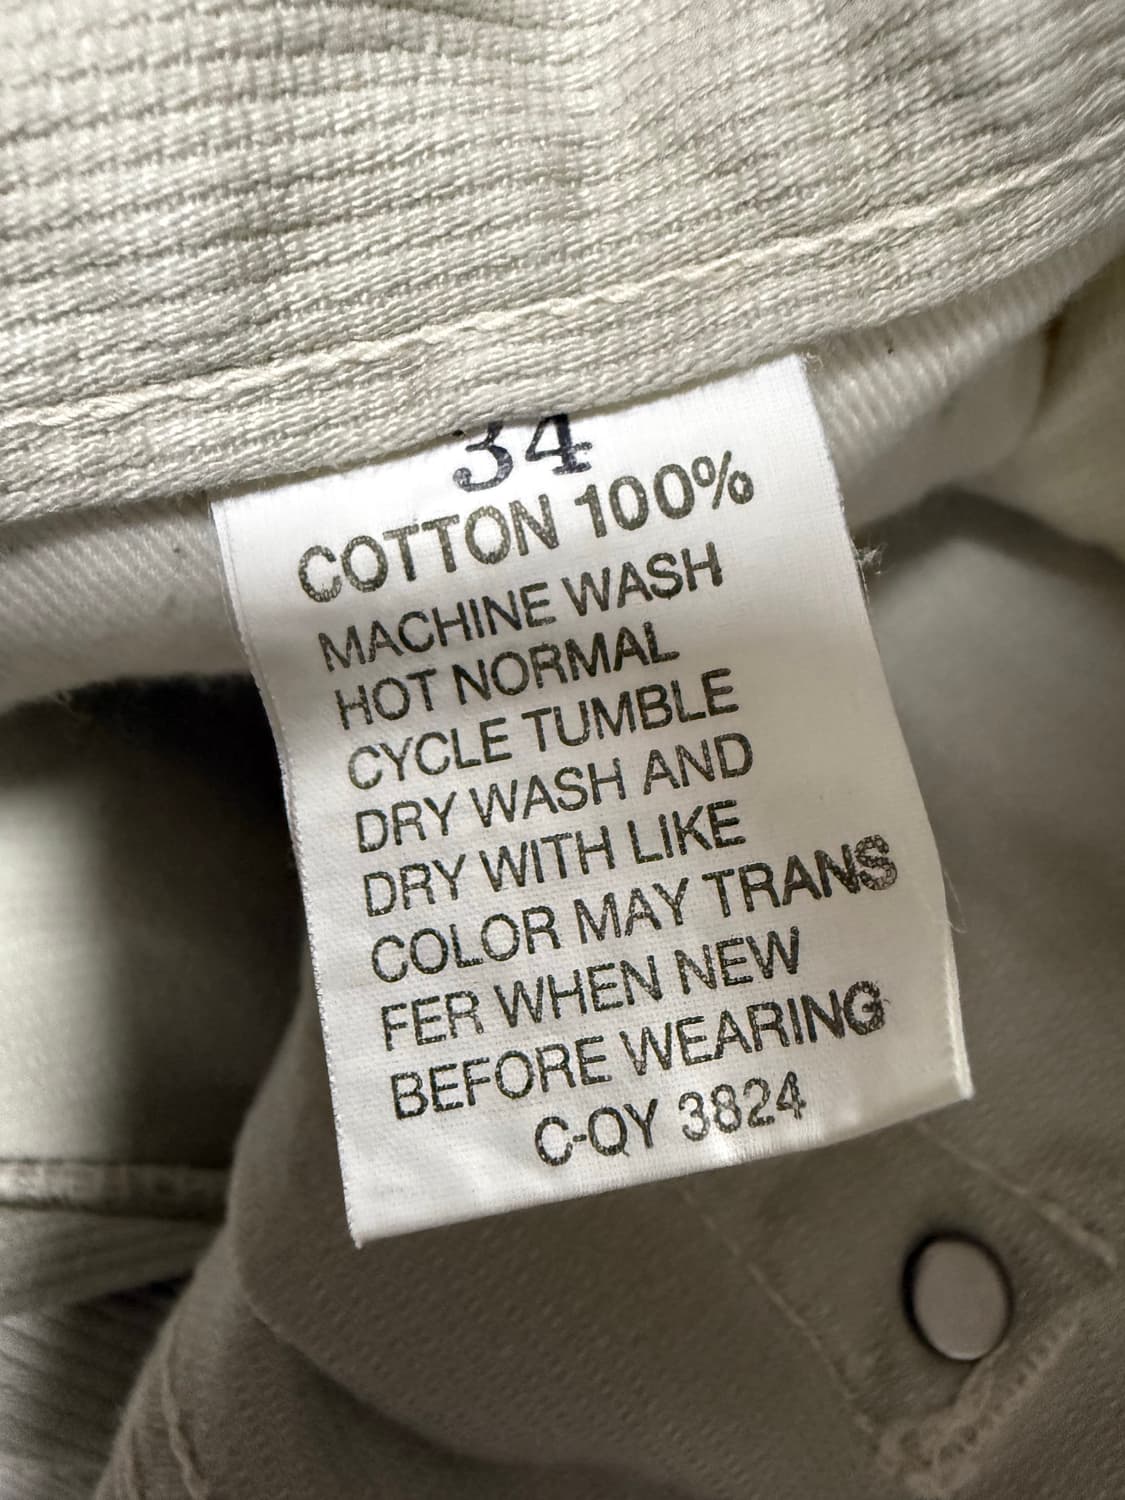 34
COTTON 100%
MACHINE WASH
HOT NORMAL
CYCLE TUMBLE
DRY WASH AND
DRY WITH LIKE
COLOR MAY TRANS
FER WHEN NEW
BEFORE WEARING
C-QY 3824